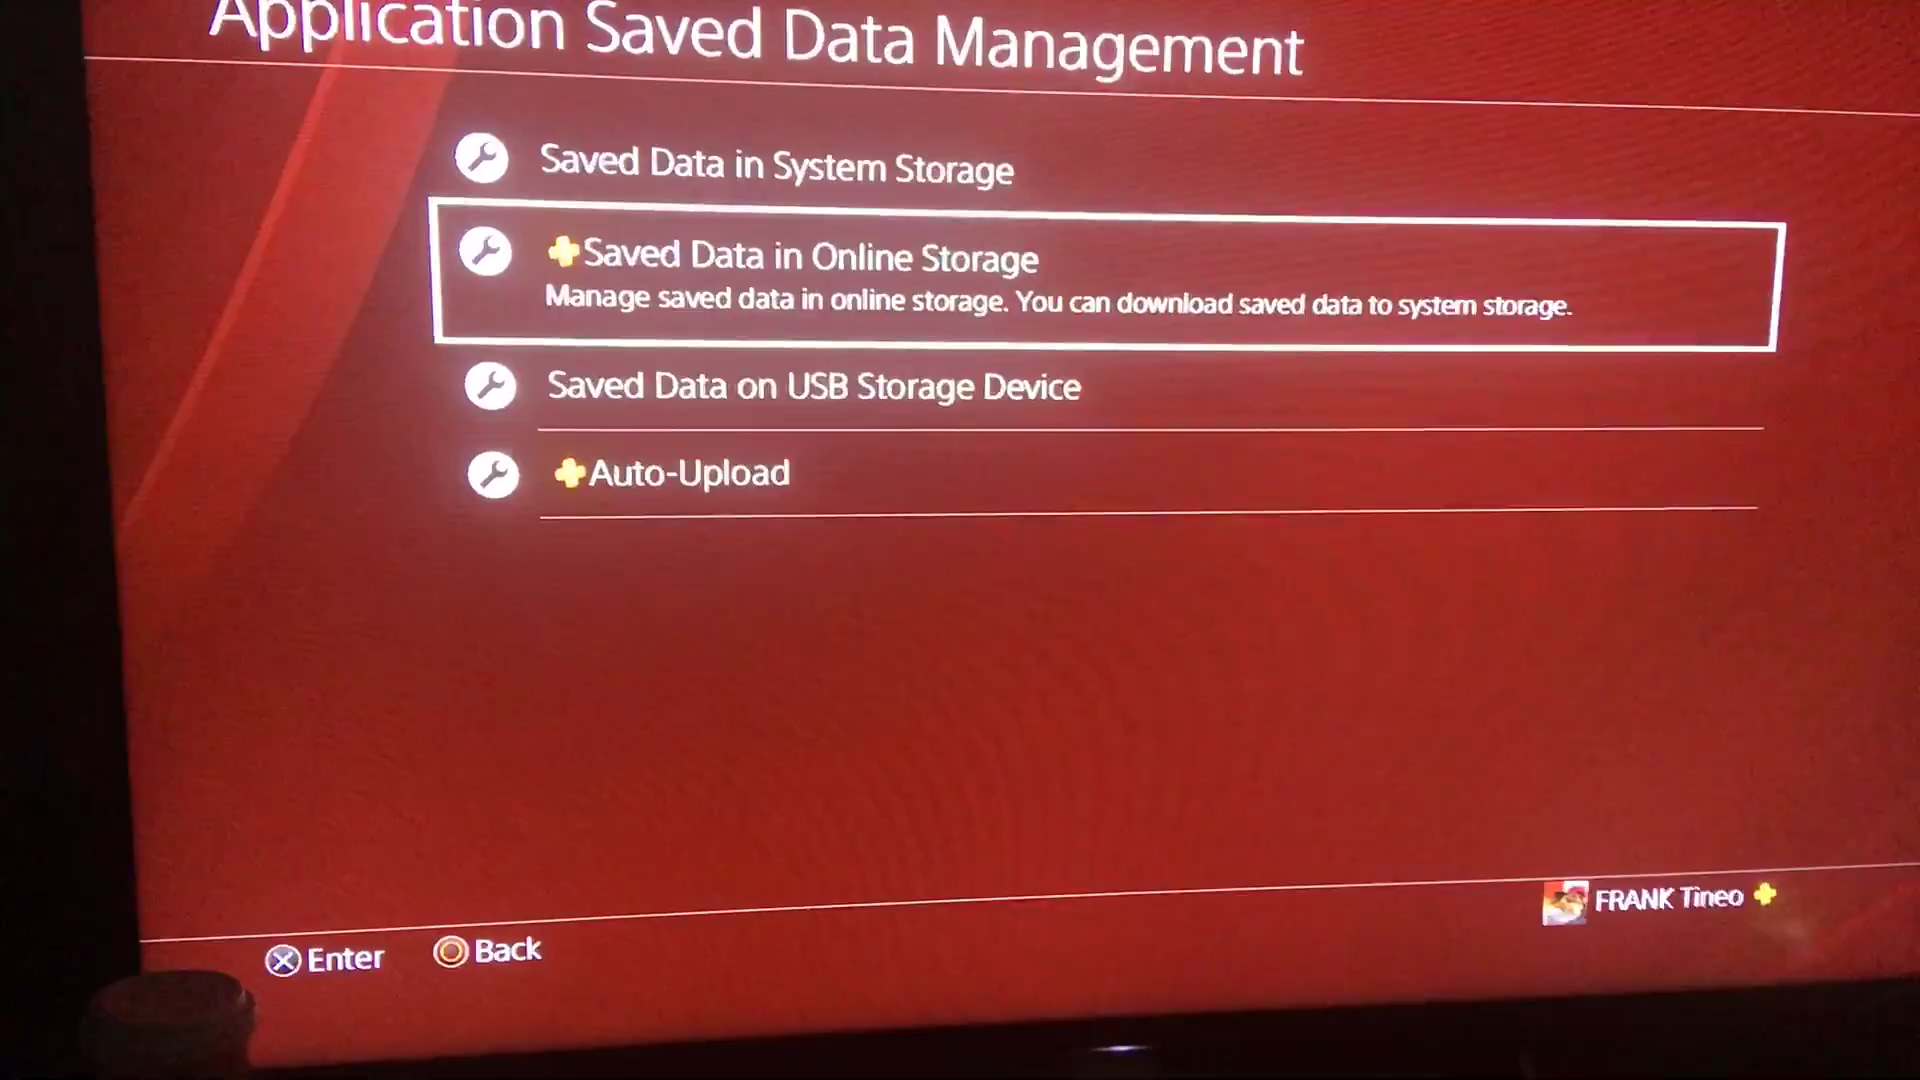 Application Saved Data Management
Saved Data in System Storage
Saved Data in Online Storage
Manage saved data in online storage. You can download saved data to system storage.
Saved Data on USB Storage Device
Auto-Upload
FRANK Tineo
Enter
Back